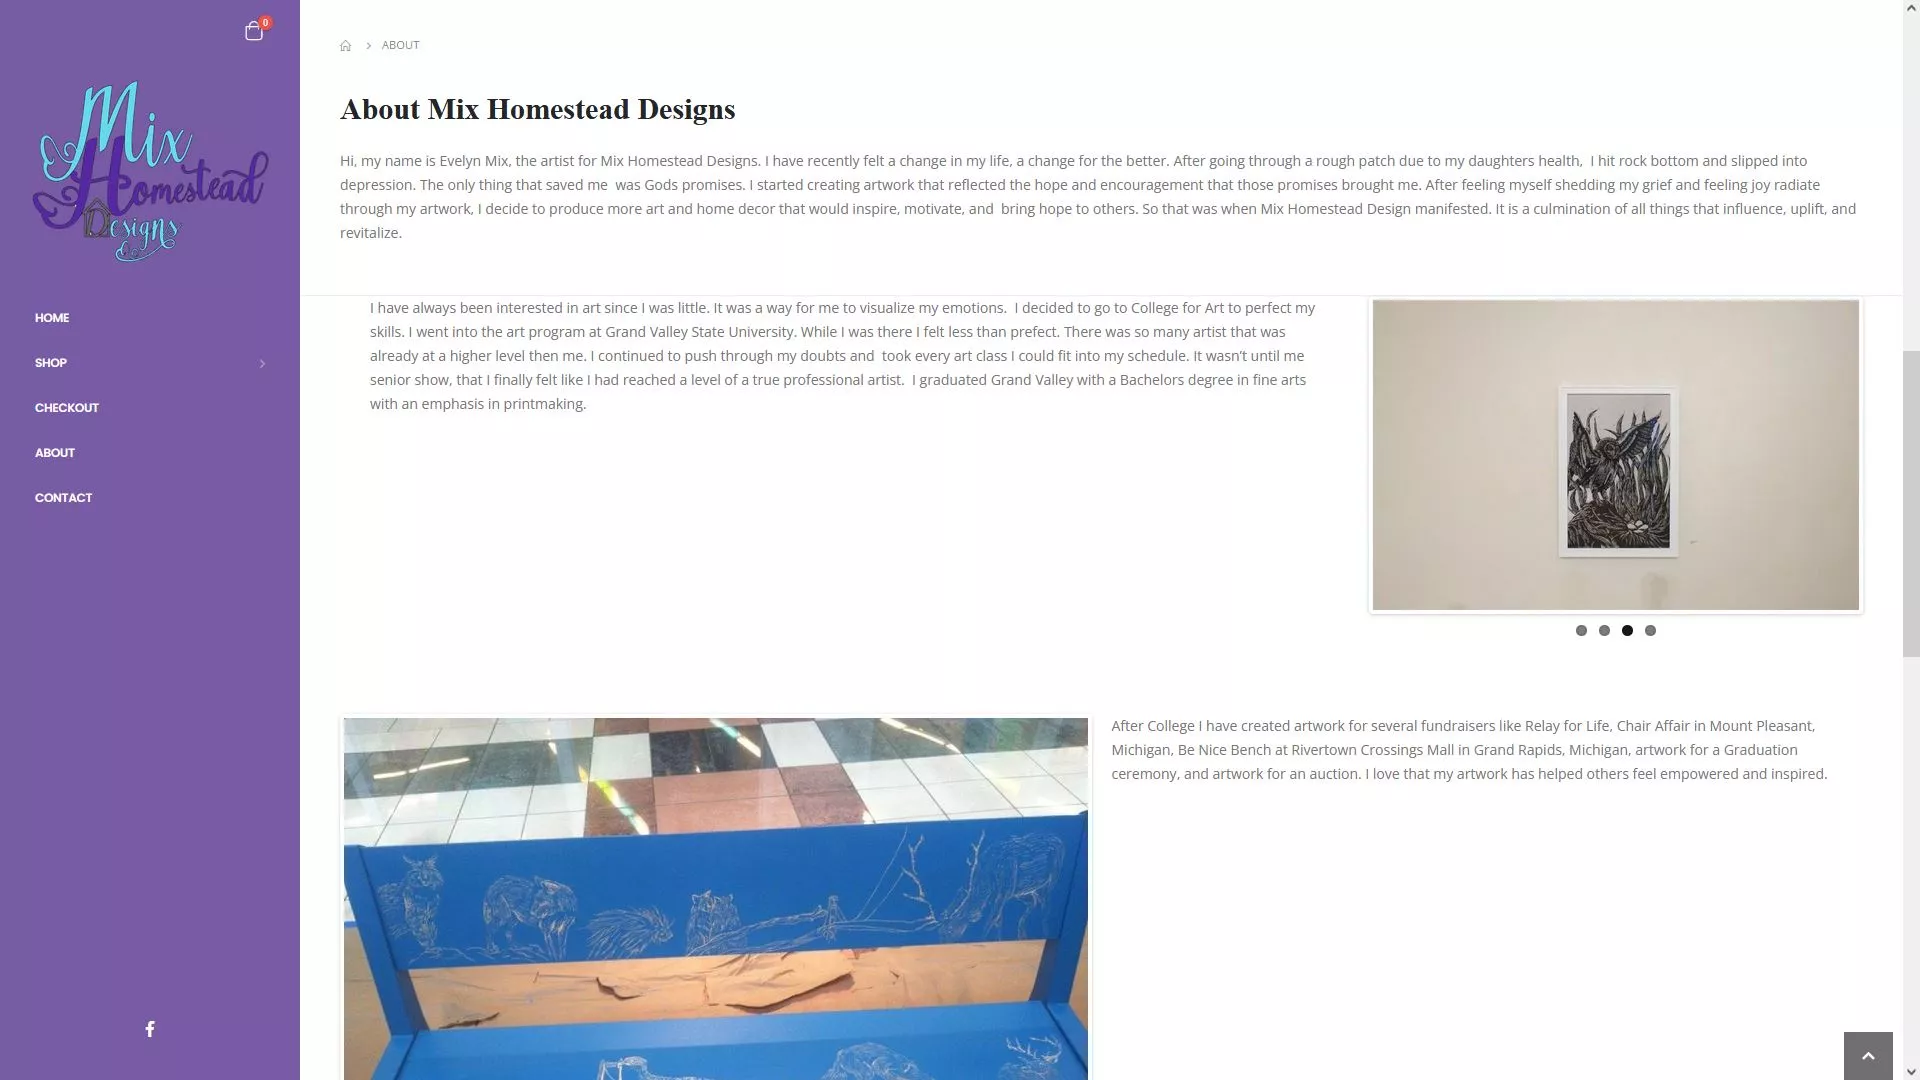 0
Mix
Homestead
Designs
HOME
SHOP
CHECKOUT
ABOUT
CONTACT
ABOUT
About Mix Homestead Designs
Hi, my name is Evelyn Mix, the artist for Mix Homestead Designs. I have recently felt a change in my life, a change for the better. After going through a rough patch due to my daughters health,  I hit rock bottom and slipped into
depression. The only thing that saved me  was Gods promises. I started creating artwork that reflected the hope and encouragement that those promises brought me. After feeling myself shedding my grief and feeling joy radiate
through my artwork, I decide to produce more art and home decor that would inspire, motivate, and  bring hope to others. So that was when Mix Homestead Design manifested. It is a culmination of all things that influence, uplift, and
revitalize.
I have always been interested in art since I was little. It was a way for me to visualize my emotions.  I decided to go to College for Art to perfect my
skills. I went into the art program at Grand Valley State University. While I was there I felt less than prefect. There was so many artist that was
already at a higher level then me. I continued to push through my doubts and  took every art class I could fit into my schedule. It wasn’t until me
senior show, that I finally felt like I had reached a level of a true professional artist.  I graduated Grand Valley with a Bachelors degree in fine arts
with an emphasis in printmaking.
After College I have created artwork for several fundraisers like Relay for Life, Chair Affair in Mount Pleasant,
Michigan, Be Nice Bench at Rivertown Crossings Mall in Grand Rapids, Michigan, artwork for a Graduation
ceremony, and artwork for an auction. I love that my artwork has helped others feel empowered and inspired.